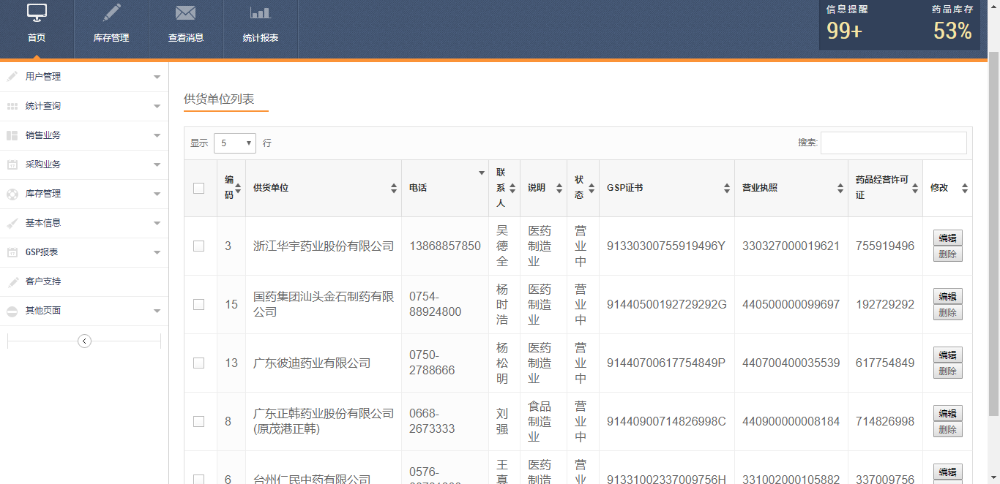 首页
库存管理
查看消息
统计报表
信息提醒
99+
药品库存
53%
用户管理
统计查询
销售业务
采购业务
库存管理
基本信息
GSP报表
客户支持
其他页面
供货单位列表
显示 5 行
搜索:
编码 供货单位 电话 联系人 说明 状态 GSP证书 营业执照 药品经营许可证 修改
3 浙江华宇药业股份有限公司 13868857850 吴德全 医药制造业 营业中 91330300755919496Y 330327000019621 755919496 编辑 删除
15 国药集团汕头金石制药有限公司 0754-88924800 杨时浩 医药制造业 营业中 91440500192729292G 440500000099697 192729292 编辑 删除
13 广东彼迪药业有限公司 0750-2788666 杨松明 医药制造业 营业中 91440700617754849P 440700400035539 617754849 编辑 删除
8 广东正韩药业股份有限公司(原茂港正韩) 0668-2673333 刘强 食品制造业 营业中 91440900714826998C 440900000008184 714826998 编辑 删除
6 台州仁民中药有限公司 0576- 王真 医药制造 营业 91331002337009756H 331002000105882 337009756 编辑